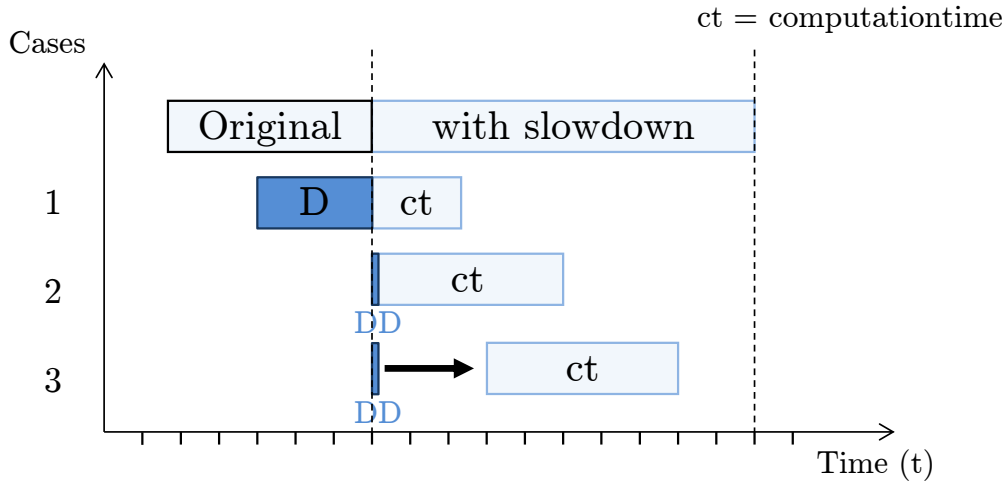 ct = computationtime
Cases
Original with slowdown
1 D ct
2 ct
DD
3 ct
DD
Time (t)